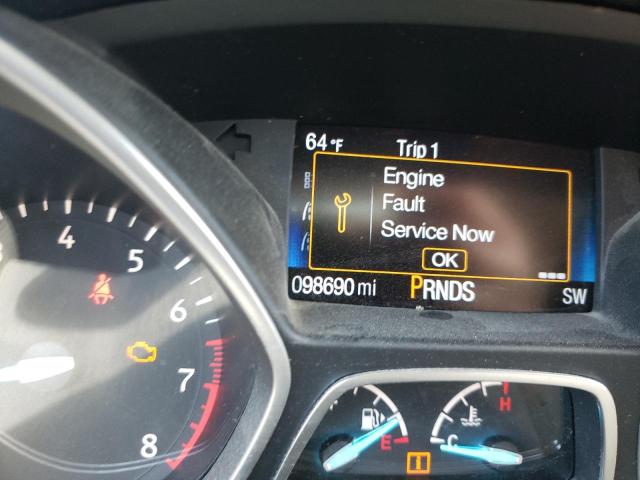 64°F Trip 1
Engine
Fault
Service Now
OK
098690 mi PRNDS SW
4
5
6
7
8
E
C
H